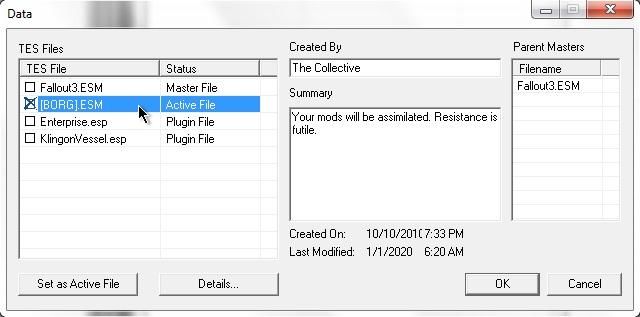 Data
TES Files
TES File Status
Fallout3.ESM Master File
[BORG].ESM Active File
Enterprise.esp Plugin File
KlingonVessel.esp Plugin File
Set as Active File
Details...
Created By
The Collective
Summary
Your mods will be assimilated. Resistance is
futile.
Created On: 10/10/2010 7:33 PM
Last Modified: 1/1/2020 6:20 AM
Parent Masters
Filename
Fallout3.ESM
OK
Cancel